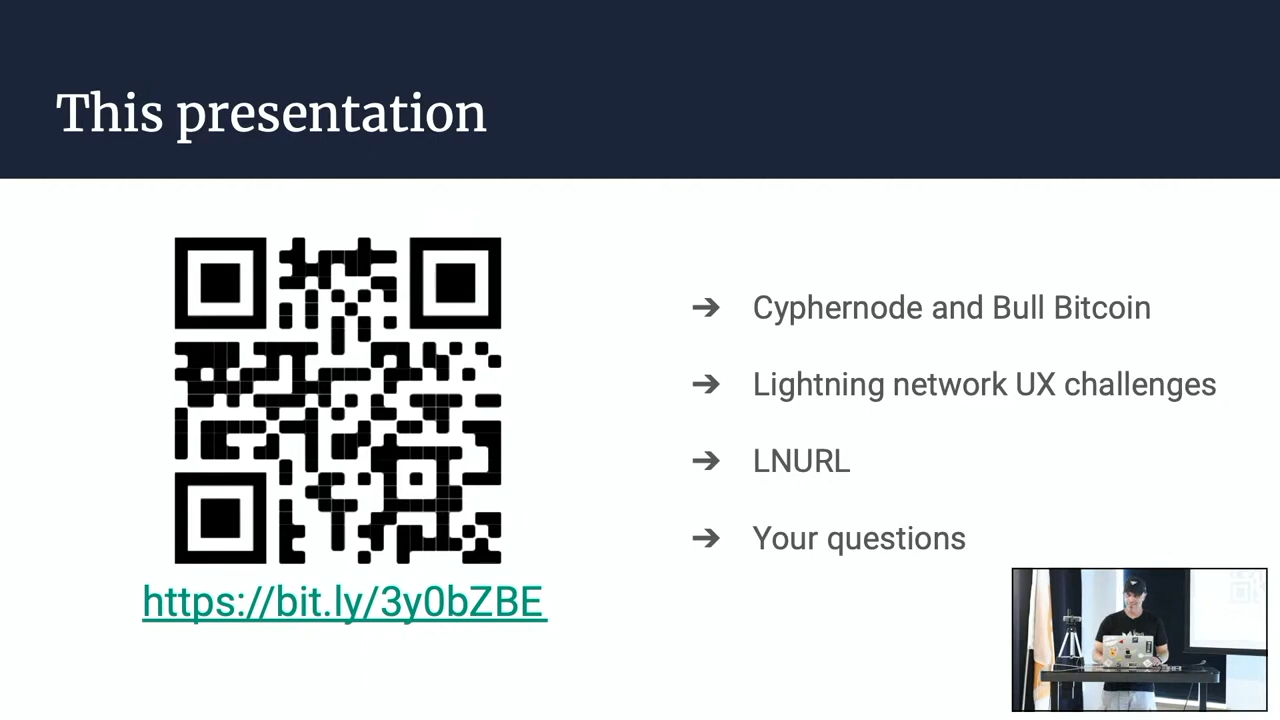 This presentation
https://bit.ly/3y0bZBE
➔ Cyphernode and Bull Bitcoin
➔ Lightning network UX challenges
➔ LNURL
➔ Your questions